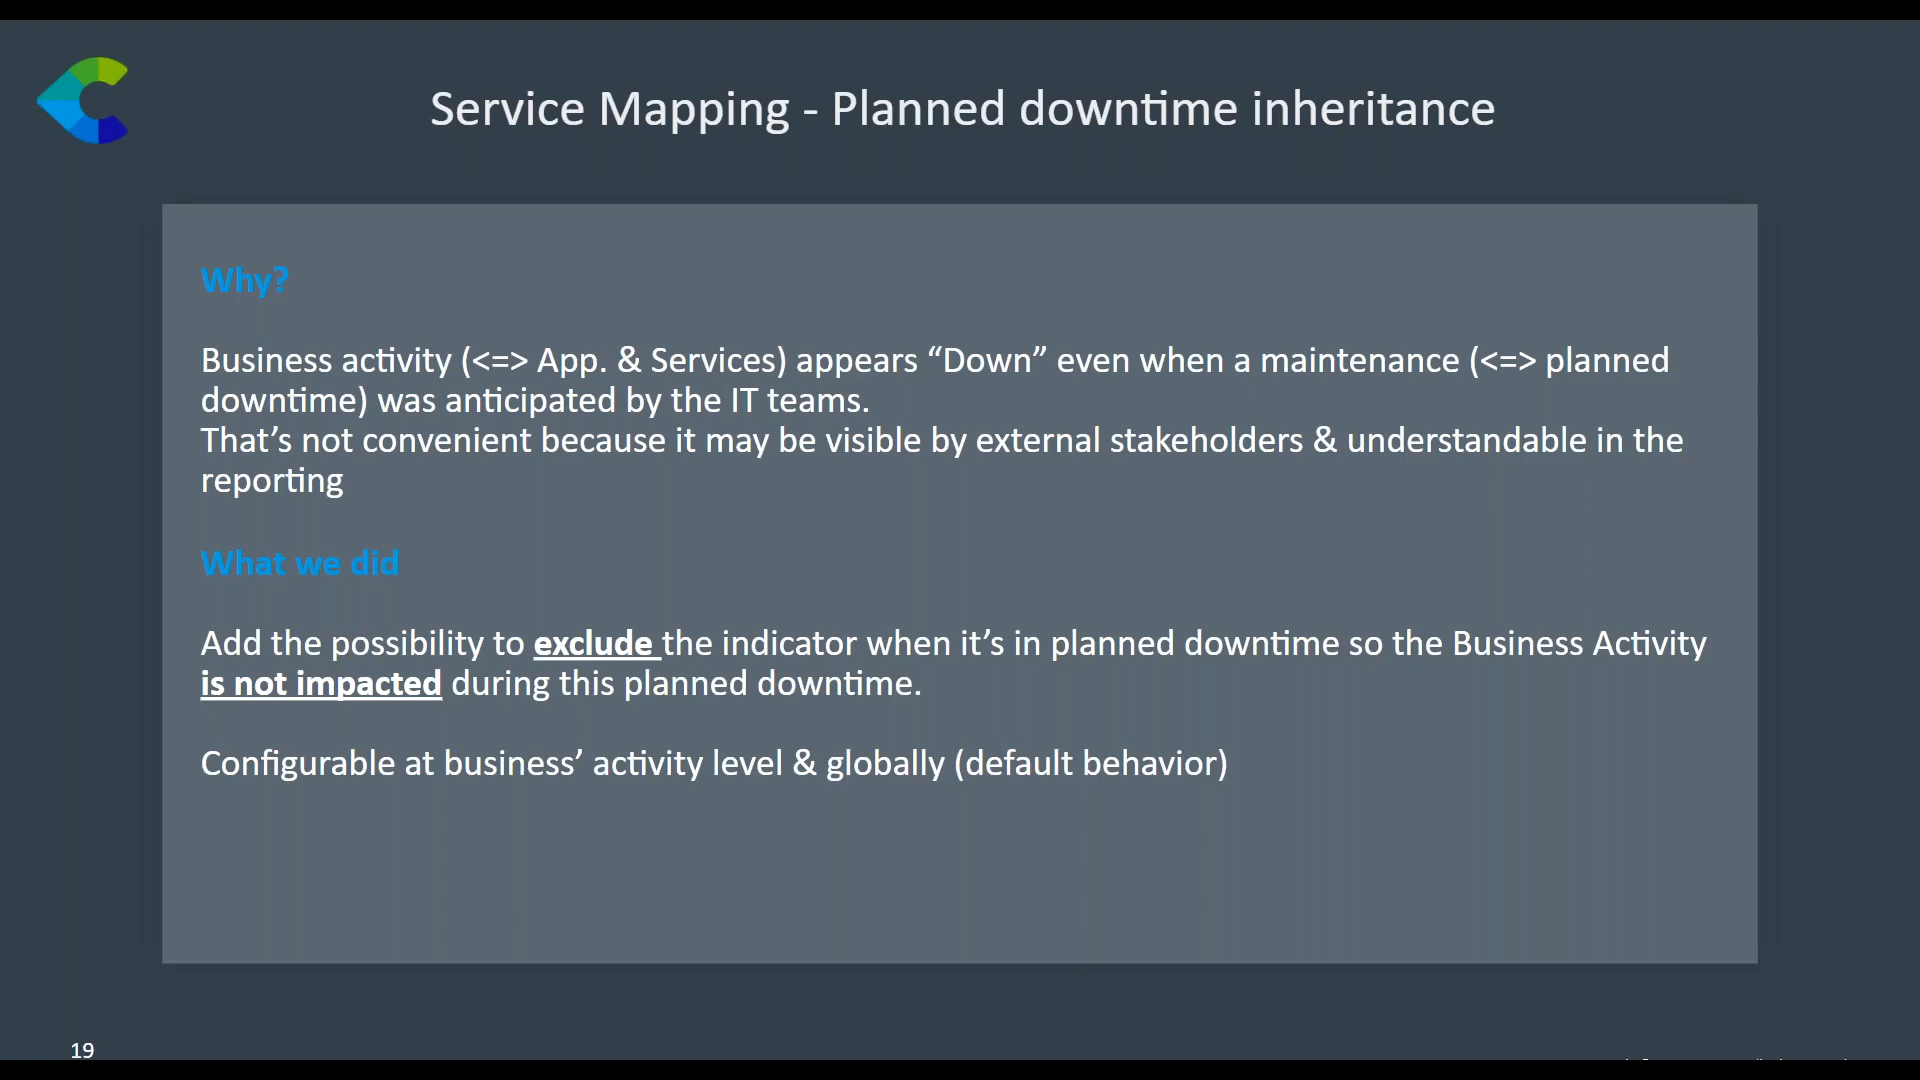 Service Mapping - Planned downtime inheritance
Why?
Business activity (<=> App. & Services) appears “Down” even when a maintenance (<=> planned
downtime) was anticipated by the IT teams.
That’s not convenient because it may be visible by external stakeholders & understandable in the
reporting
What we did
Add the possibility to exclude the indicator when it’s in planned downtime so the Business Activity
is not impacted during this planned downtime.
Configurable at business’ activity level & globally (default behavior)
19